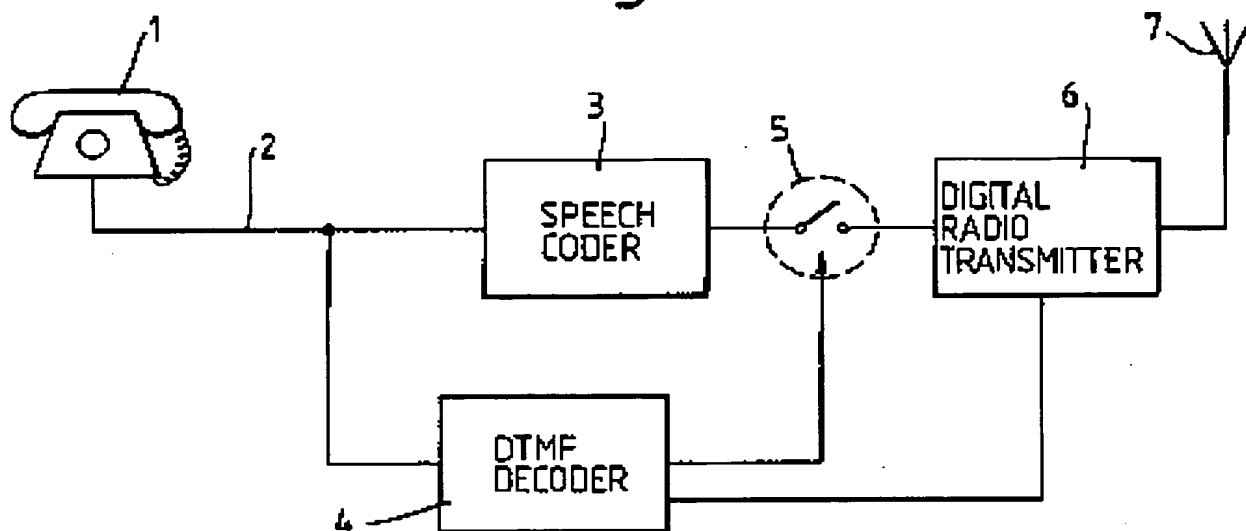 1
7
2
3
5
6
SPEECH
CODER
DIGITAL
RADIO
TRANSMITTER
DTMF
DECODER
4